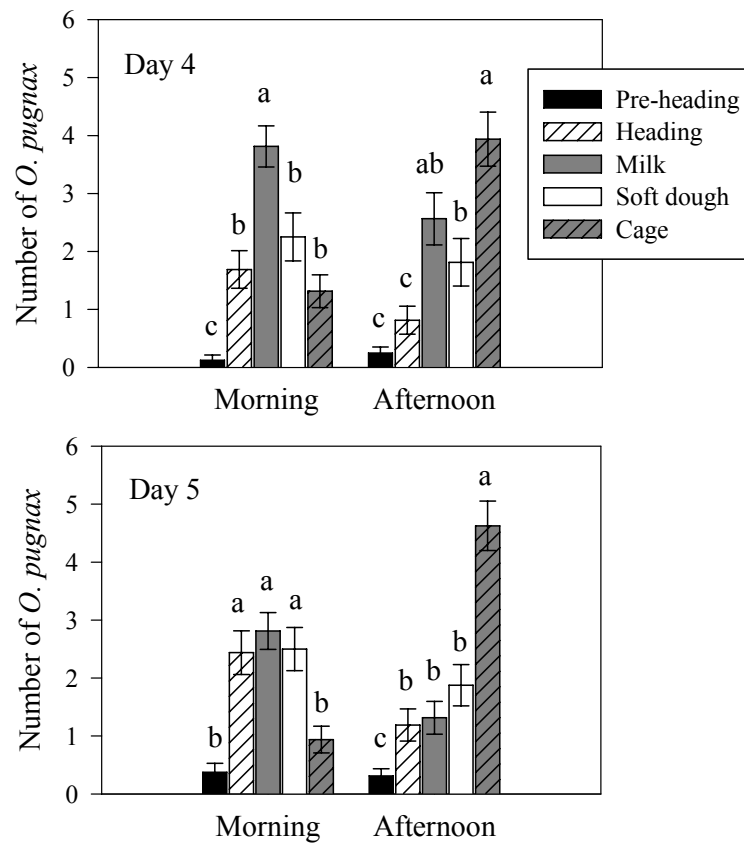 6
5
4
3
2
1
0
Number of O. pugnax
Day 4
c
b
a
b
b
c
c
ab
b
a
Morning
Afternoon
Pre-heading
Heading
Milk
Soft dough
Cage
6
5
4
3
2
1
0
Number of O. pugnax
Day 5
b
a
a
a
b
c
b
b
b
a
Morning
Afternoon